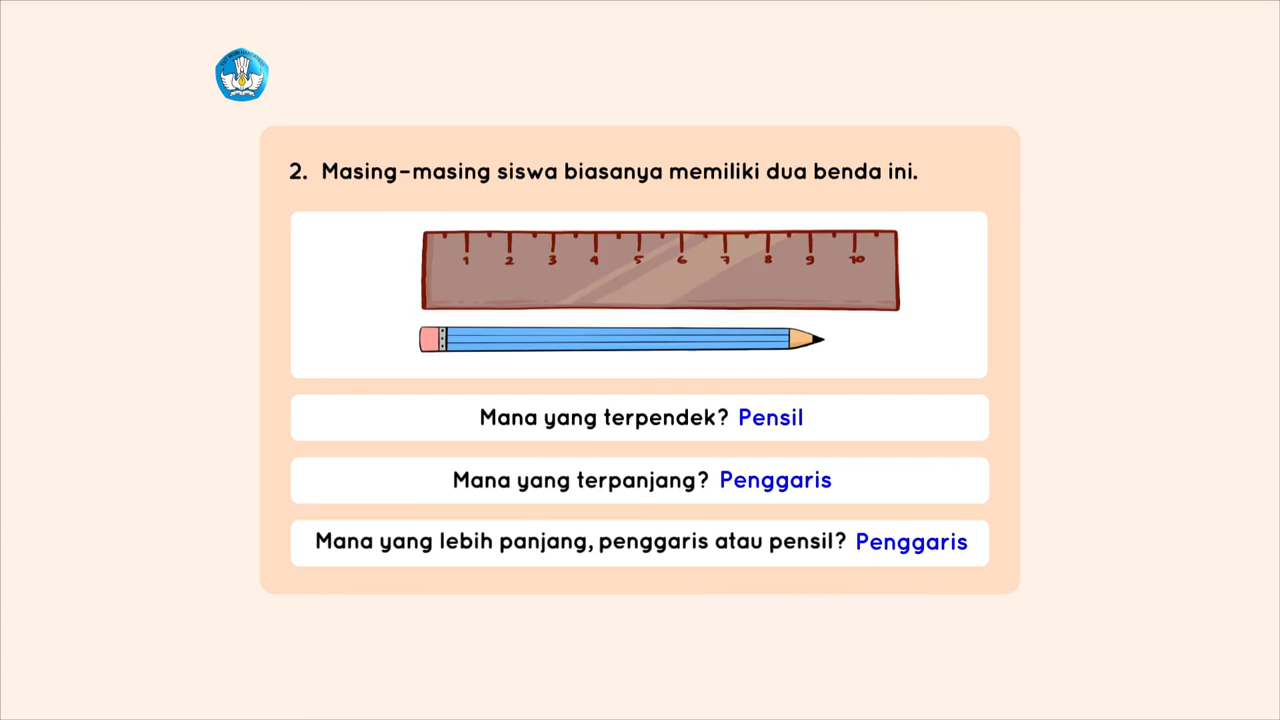 2. Masing-masing siswa biasanya memiliki dua benda ini.
1 2 3 4 5 6 7 8 9 10
Mana yang terpendek? Pensil
Mana yang terpanjang? Penggaris
Mana yang lebih panjang, penggaris atau pensil? Penggaris